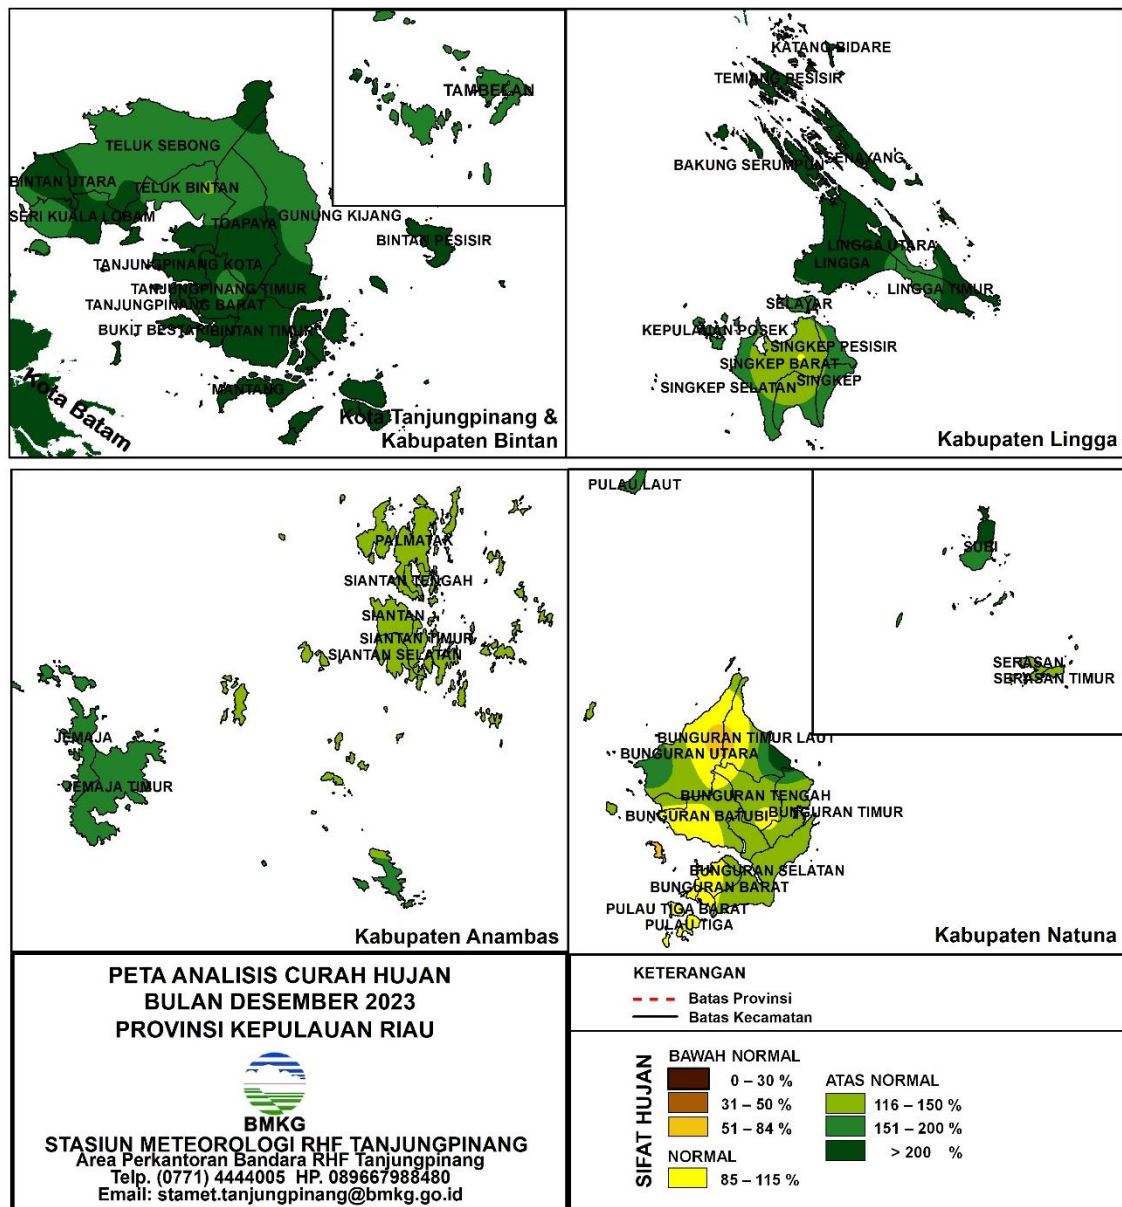 TAMBELAN
TELUK SEBONG
BINTAN UTARA
TELUK BINTAN
SERI KUALA LOBAM
TOAPAYA
GUNUNG KIJANG
BINTAN PESISIR
TANJUNGPINANG KOTA
TANJUNGPINANG TIMUR
TANJUNGPINANG BARAT
BUKIT BESTARI
BINTAN TIMUR
MANTANG
Kota Batam
Kota Tanjungpinang &
Kabupaten Bintan
KATANG BIDARE
TEMIANG PESISIR
BAKUNG SERUMPUN
SENAYANG
LINGGA UTARA
LINGGA
LINGGA TIMUR
SELAYAR
KEPULAUAN POSEK
SINGKEP PESISIR
SINGKEP BARAT
SINGKEP
SINGKEP SELATAN
Kabupaten Lingga
PALMATAK
SIANTAN TENGAH
SIANTAN
SIANTAN TIMUR
SIANTAN SELATAN
JEMAJA
JEMAJA TIMUR
Kabupaten Anambas
PULAU LAUT
SUBI
SERASAN
SERASAN TIMUR
BUNGURAN TIMUR LAUT
BUNGURAN UTARA
BUNGURAN TENGAH
BUNGURAN TIMUR
BUNGURAN BATUBI
BUNGURAN SELATAN
BUNGURAN BARAT
PULAU TIGA BARAT
PULAU TIGA
Kabupaten Natuna
PETA ANALISIS CURAH HUJAN
BULAN DESEMBER 2023
PROVINSI KEPULAUAN RIAU
BMKG
STASIUN METEOROLOGI RHF TANJUNGPINANG
Area Perkantoran Bandara RHF Tanjungpinang
Telp. (0771) 4444005 HP. 089667988480
Email: stamet.tanjungpinang@bmkg.go.id
KETERANGAN
Batas Provinsi
Batas Kecamatan
SIFAT HUJAN
BAWAH NORMAL
0 – 30 %
31 – 50 %
51 – 84 %
NORMAL
85 – 115 %
ATAS NORMAL
116 – 150 %
151 – 200 %
> 200 %